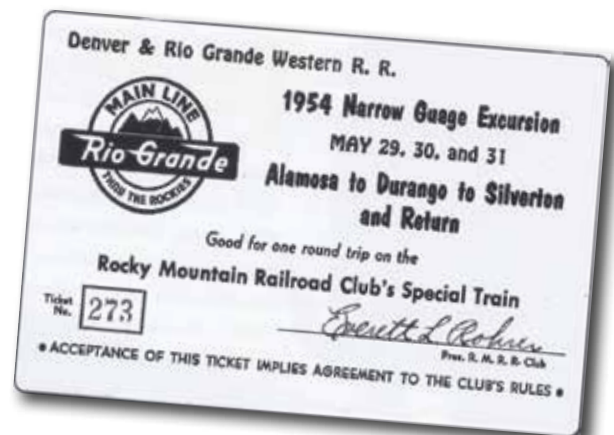 Denver & Rio Grande Western R. R.
MAIN LINE
Rio Grande
THRU THE ROCKIES
1954 Narrow Guage Excursion
MAY 29, 30, and 31
Alamosa to Durango to Silverton
and Return
Good for one round trip on the
Rocky Mountain Railroad Club's Special Train
Ticket
No. 273
Everett L Rohrer
Pres. R. M. R. R. Club
• ACCEPTANCE OF THIS TICKET IMPLIES AGREEMENT TO THE CLUB'S RULES •